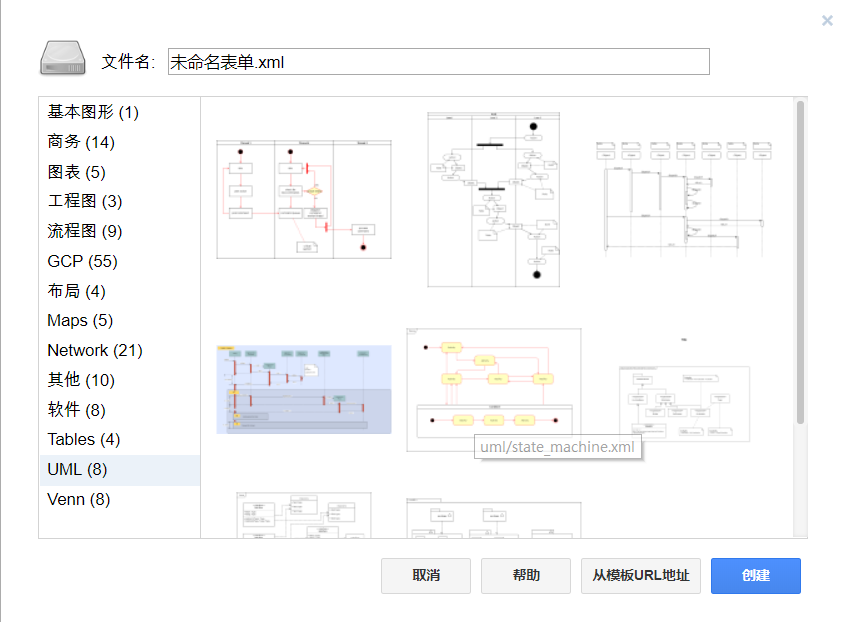 ×
文件名:
未命名表单.xml
基本图形 (1)
商务 (14)
图表 (5)
工程图 (3)
流程图 (9)
GCP (55)
布局 (4)
Maps (5)
Network (21)
其他 (10)
软件 (8)
Tables (4)
UML (8)
Venn (8)
uml/state_machine.xml
取消
帮助
从模板URL地址
创建